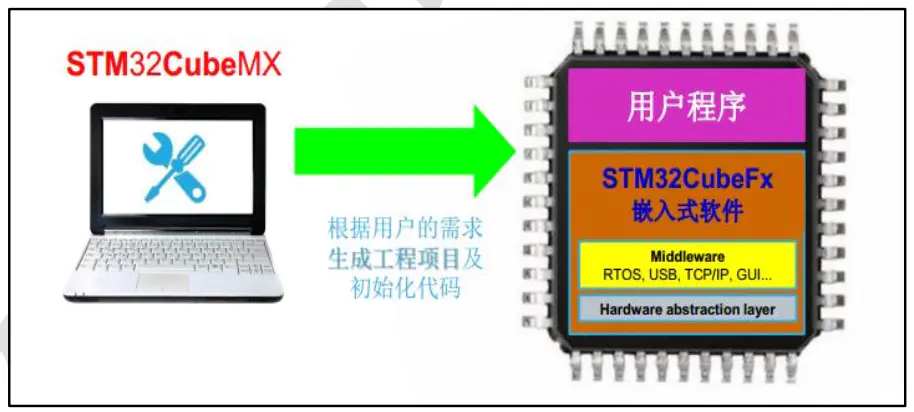 STM32CubeMX
根据用户的需求
生成工程项目及
初始化代码
用户程序
STM32CubeFx
嵌入式软件
Middleware
RTOS, USB, TCP/IP, GUI...
Hardware abstraction layer